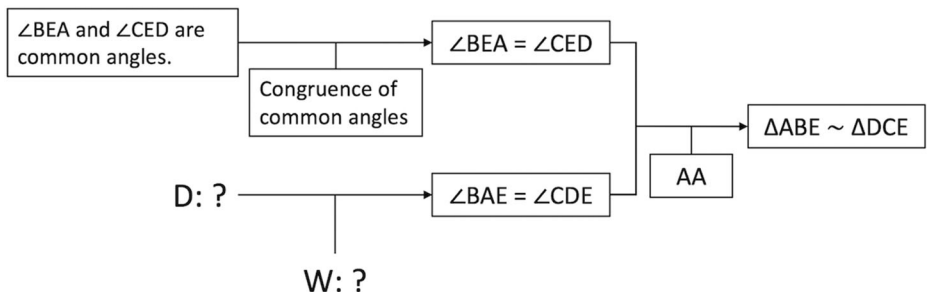 ∠BEA and ∠CED are
common angles.
∠BEA = ∠CED
Congruence of
common angles
ΔABE ~ ΔDCE
AA
D: ?
∠BAE = ∠CDE
W: ?